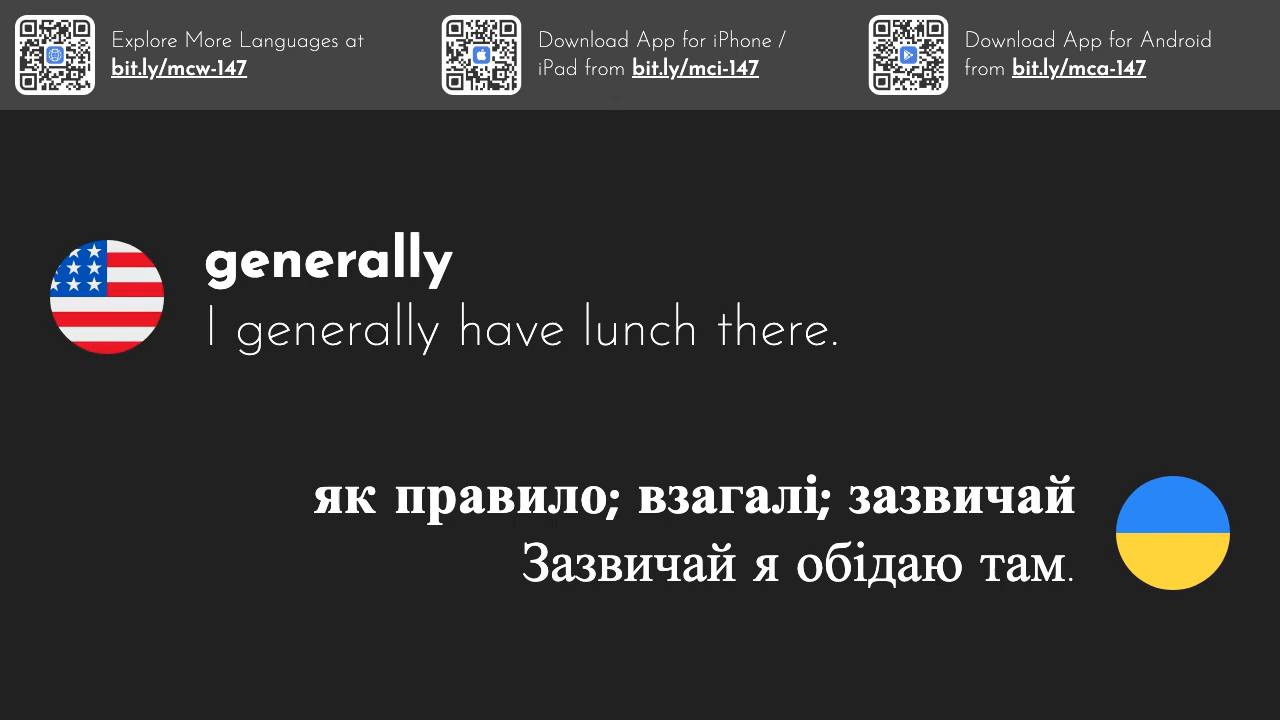 Explore More Languages at
bit.ly/mcw-147
Download App for iPhone /
iPad from bit.ly/mci-147
Download App for Android
from bit.ly/mca-147
generally
I generally have lunch there.
як правило; взагалі; зазвичай
Зазвичай я обідаю там.